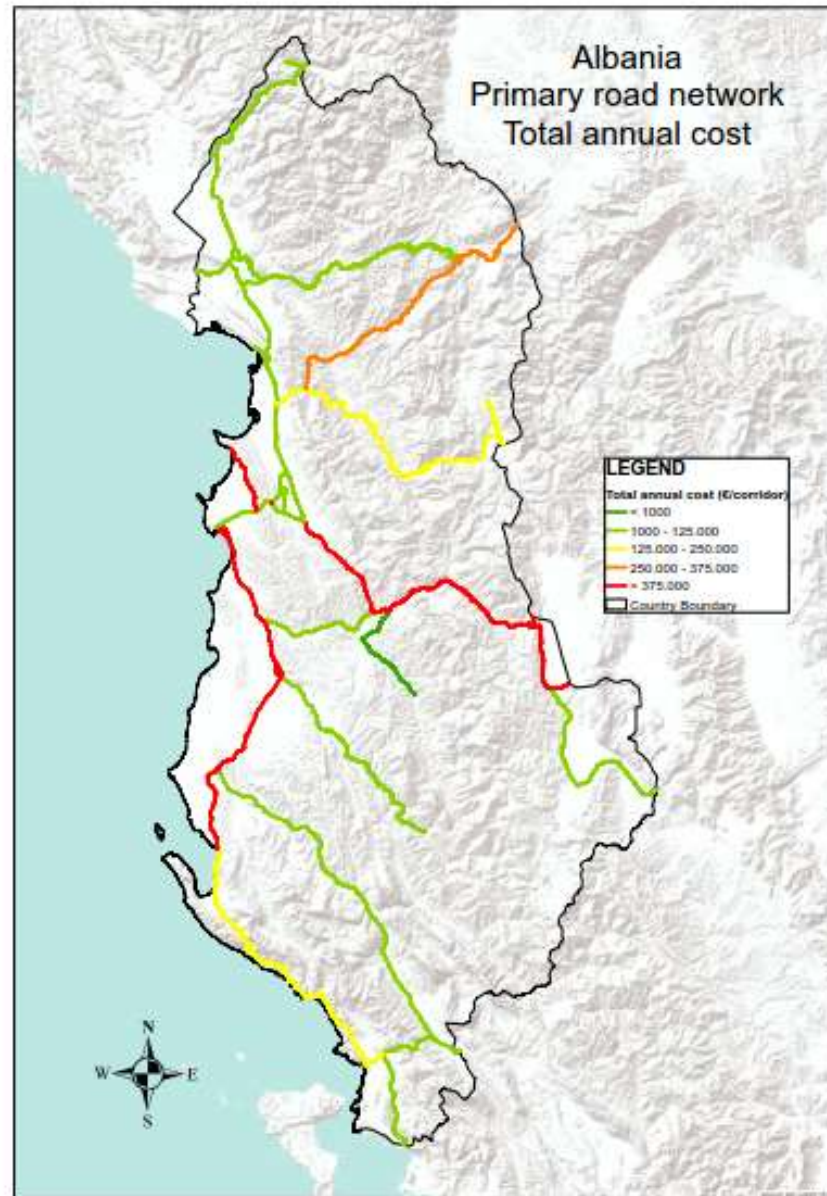 Albania
Primary road network
Total annual cost
LEGEND
Total annual cost (€/corridor)
< 1000
1000 - 125.000
125.000 - 250.000
250.000 - 375.000
> 375.000
Country Boundary
N
W
E
S